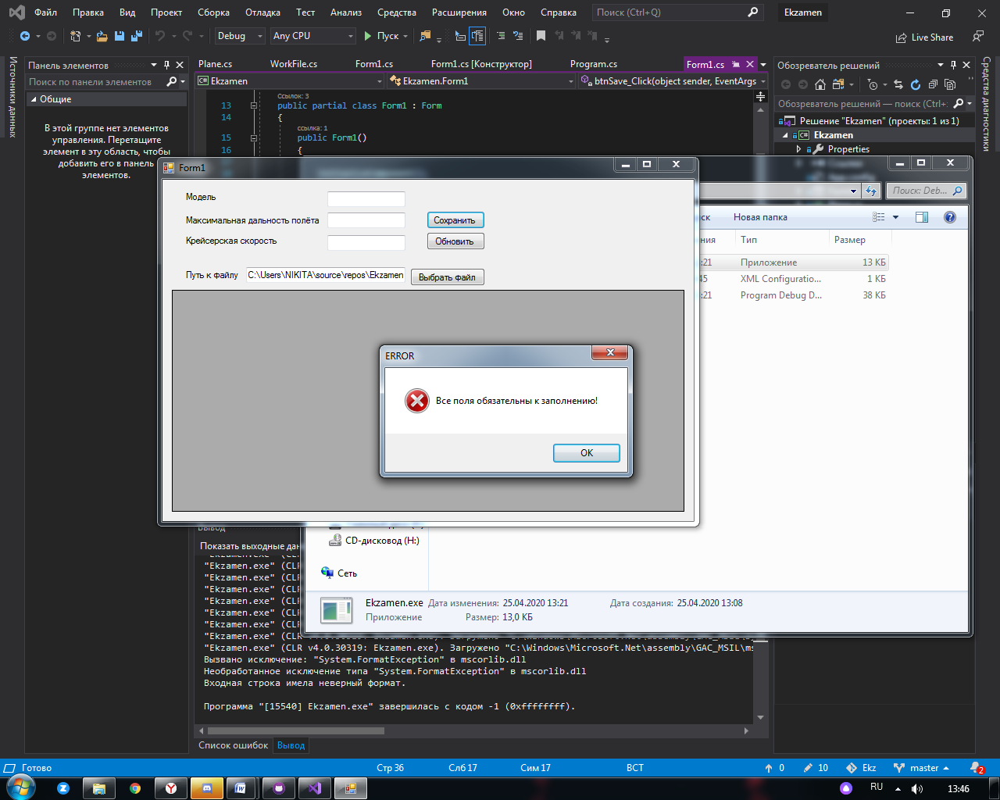 Файл Правка Вид Проект Сборка Отладка Тест Анализ Средства Расширения Окно Справка Поиск (Ctrl+Q) Ekzamen
Debug Any CPU Пуск Live Share
Источники данных
Панель элементов
Поиск по панели элементов
Общие
В этой группе нет элементов
управления. Перетащите
элемент в эту область, чтобы
добавить его в панель
элементов.
Plane.cs WorkFile.cs Form1.cs Form1.cs [Конструктор] Program.cs Form1.cs
Ekzamen Ekzamen.Form1 btnSave_Click(object sender, EventArgs
Ссылок: 3
13 public partial class Form1 : Form
14 {
ссылка: 1
15 public Form1()
16 {
Обозреватель решений
Обозреватель решений — поиск (Ctrl+
Решение "Ekzamen" (проекты: 1 из 1)
Ekzamen
Properties
Средства диагностики
Form1
Модель
Максимальная дальность полёта
Крейсерская скорость
Сохранить
Обновить
Путь к файлу C:\Users\NIKITA\source\repos\Ekzamen Выбрать файл
ERROR
Все поля обязательны к заполнению!
OK
Поиск: Deb...
ск Новая папка
ния Тип Размер
:21 Приложение 13 КБ
45 XML Configuratio... 1 КБ
:21 Program Debug D... 38 КБ
CD-дисковод (H:)
Сеть
Ekzamen.exe Дата изменения: 25.04.2020 13:21 Дата создания: 25.04.2020 13:08
Приложение Размер: 13,0 КБ
Вывод
Показать выходные дан
"Ekzamen.exe" (CLR
"Ekzamen.exe" (CLR
"Ekzamen.exe" (CLR
"Ekzamen.exe" (CLR
"Ekzamen.exe" (CLR
"Ekzamen.exe" (CLR
"Ekzamen.exe" (CLR
"Ekzamen.exe" (CLR v4.0.30319: Ekzamen.exe). Загружено "C:\Windows\Microsoft.Net\assembly\GAC_MSIL\ms
Вызвано исключение: "System.FormatException" в mscorlib.dll
Необработанное исключение типа "System.FormatException" в mscorlib.dll
Входная строка имела неверный формат.
Программа "[15540] Ekzamen.exe" завершилась с кодом -1 (0xffffffff).
Список ошибок Вывод
Готово Стр 36 Слб 17 Сим 17 ВСТ 0 10 Ekz master 2
RU 13:46